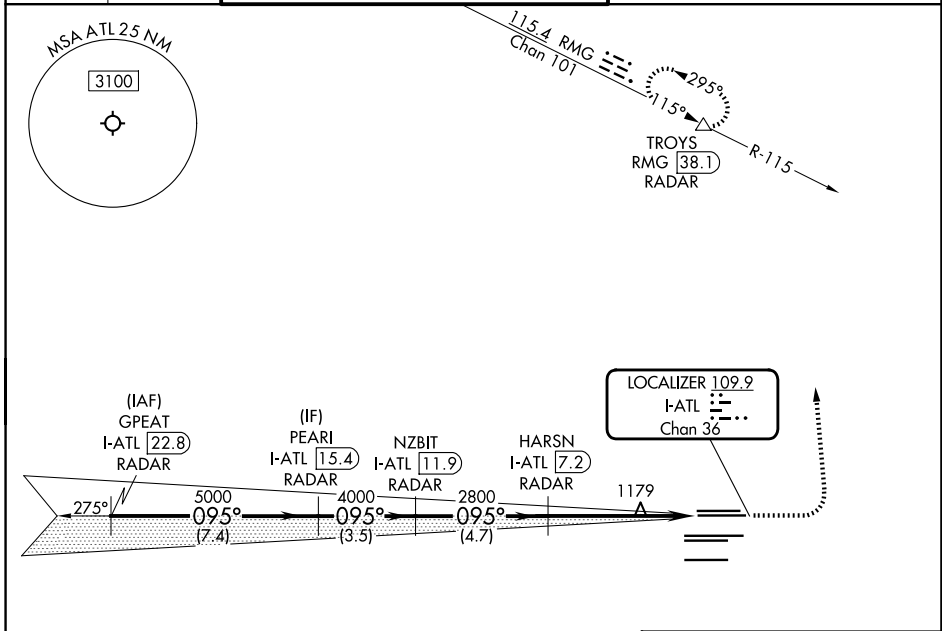 MSA ATL 25 NM
3100
115.4 RMG
Chan 101
295°
115°
TROYS
RMG 38.1
RADAR
R-115
LOCALIZER 109.9
I-ATL
Chan 36
(IAF)
GPEAT
I-ATL 22.8
RADAR
(IF)
PEARI
I-ATL 15.4
RADAR
NZBIT
I-ATL 11.9
RADAR
HARSN
I-ATL 7.2
RADAR
1179
275°
5000
095°
(7.4)
4000
095°
(3.5)
2800
095°
(4.7)